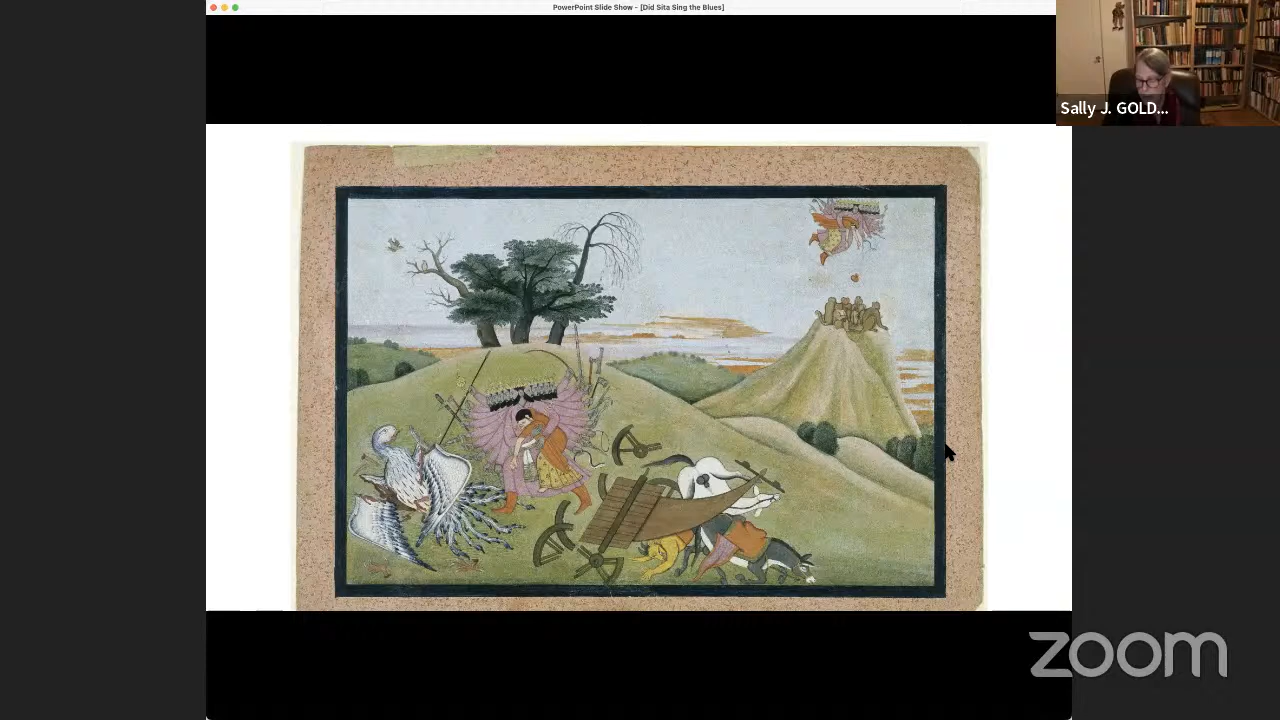 PowerPoint Slide Show - [Did Sita Sing the Blues]
Sally J. GOLD...
zoom